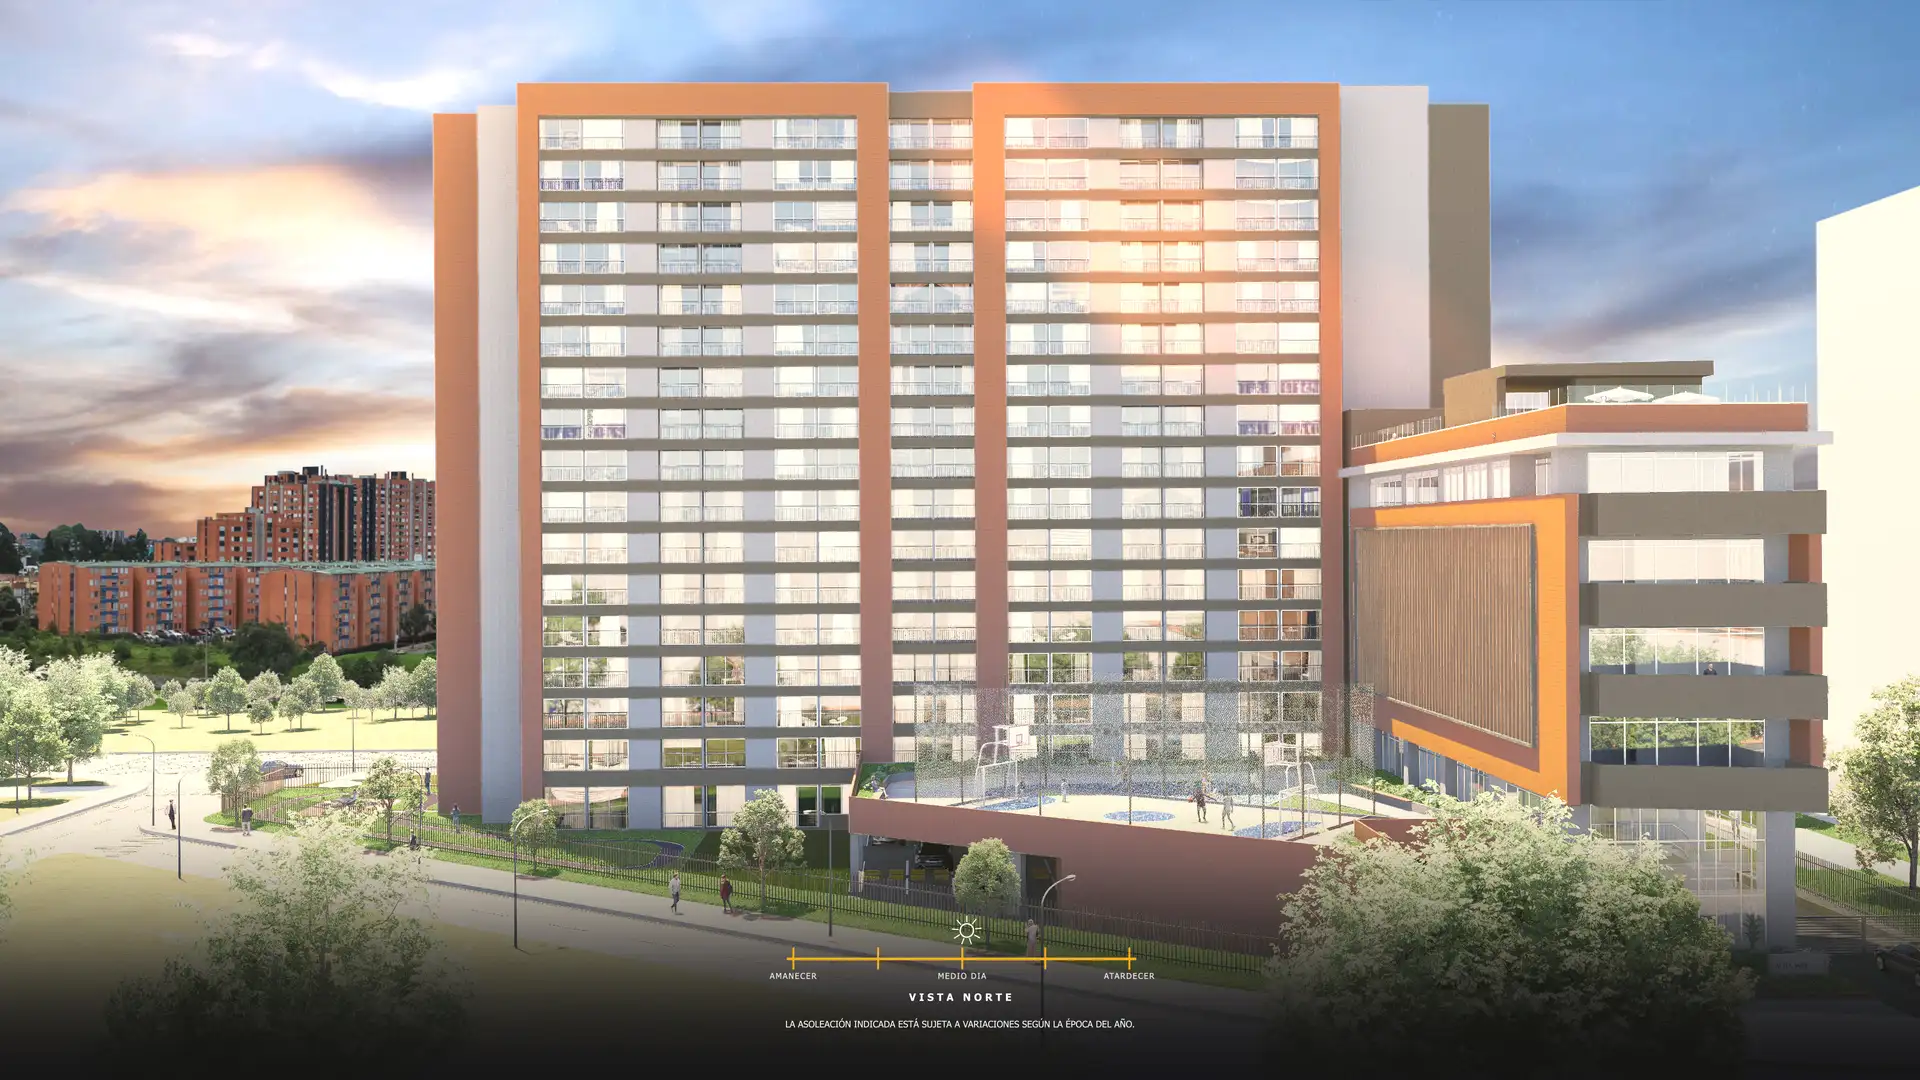 AMANECER MEDIO DIA ATARDECER
VISTA NORTE
LA ASOLEACIÓN INDICADA ESTÁ SUJETA A VARIACIONES SEGÚN LA ÉPOCA DEL AÑO.